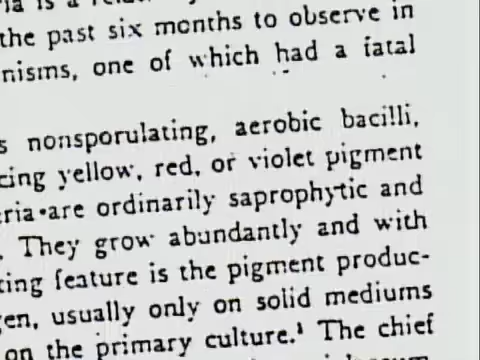 is a
the past six months to observe in
nisms, one of which had a fatal
s nonsporulating, aerobic bacilli,
cing yellow, red, or violet pigment
ria are ordinarily saprophytic and
. They grow abundantly and with
ting feature is the pigment produc-
gen, usually only on solid mediums
on the primary culture.¹ The chief